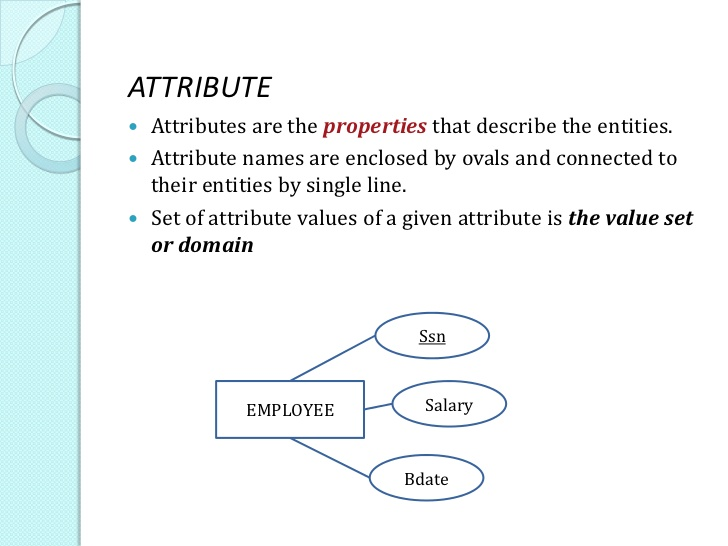 ATTRIBUTE
• Attributes are the properties that describe the entities.
• Attribute names are enclosed by ovals and connected to
their entities by single line.
• Set of attribute values of a given attribute is the value set
or domain
Ssn
EMPLOYEE
Salary
Bdate